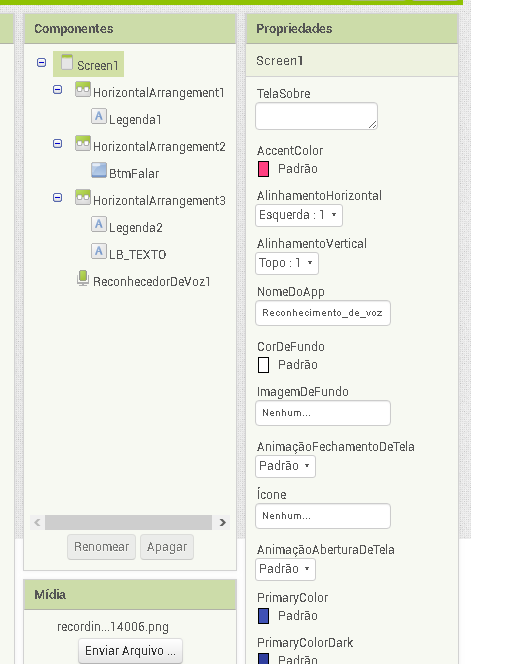 Componentes
Screen1
HorizontalArrangement1
Legenda1
HorizontalArrangement2
BtmFalar
HorizontalArrangement3
Legenda2
LB_TEXTO
ReconhecedorDeVoz1
Renomear
Apagar
Mídia
recordin...14006.png
Enviar Arquivo ...
Propriedades
Screen1
TelaSobre
AccentColor
Padrão
AlinhamentoHorizontal
Esquerda : 1
AlinhamentoVertical
Topo : 1
NomeDoApp
Reconhecimento_de_voz
CorDeFundo
Padrão
ImagemDeFundo
Nenhum...
AnimaçãoFechamentoDeTela
Padrão
Ícone
Nenhum...
AnimaçãoAberturaDeTela
Padrão
PrimaryColor
Padrão
PrimaryColorDark
Padrão